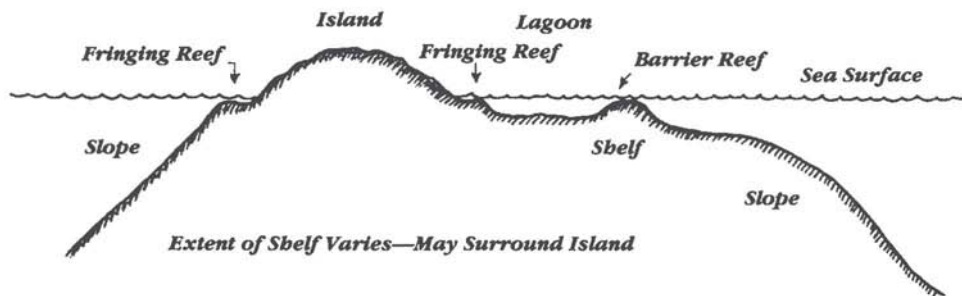 Island
Lagoon
Fringing Reef
Fringing Reef
Barrier Reef
Sea Surface
Slope
Shelf
Slope
Extent of Shelf Varies—May Surround Island